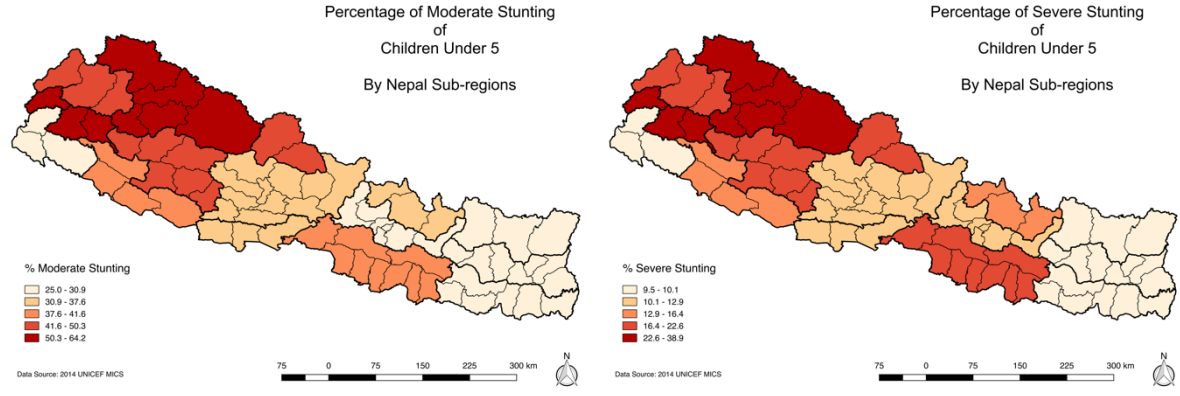 Percentage of Moderate Stunting
of
Children Under 5
By Nepal Sub-regions
% Moderate Stunting
25.0 - 30.9
30.9 - 37.6
37.6 - 41.6
41.6 - 50.3
50.3 - 64.2
Data Source: 2014 UNICEF MICS
75 0 75 150 225 300 km
N
Percentage of Severe Stunting
of
Children Under 5
By Nepal Sub-regions
% Severe Stunting
9.5 - 10.1
10.1 - 12.9
12.9 - 16.4
16.4 - 22.6
22.6 - 38.9
Data Source: 2014 UNICEF MICS
75 0 75 150 225 300 km
N